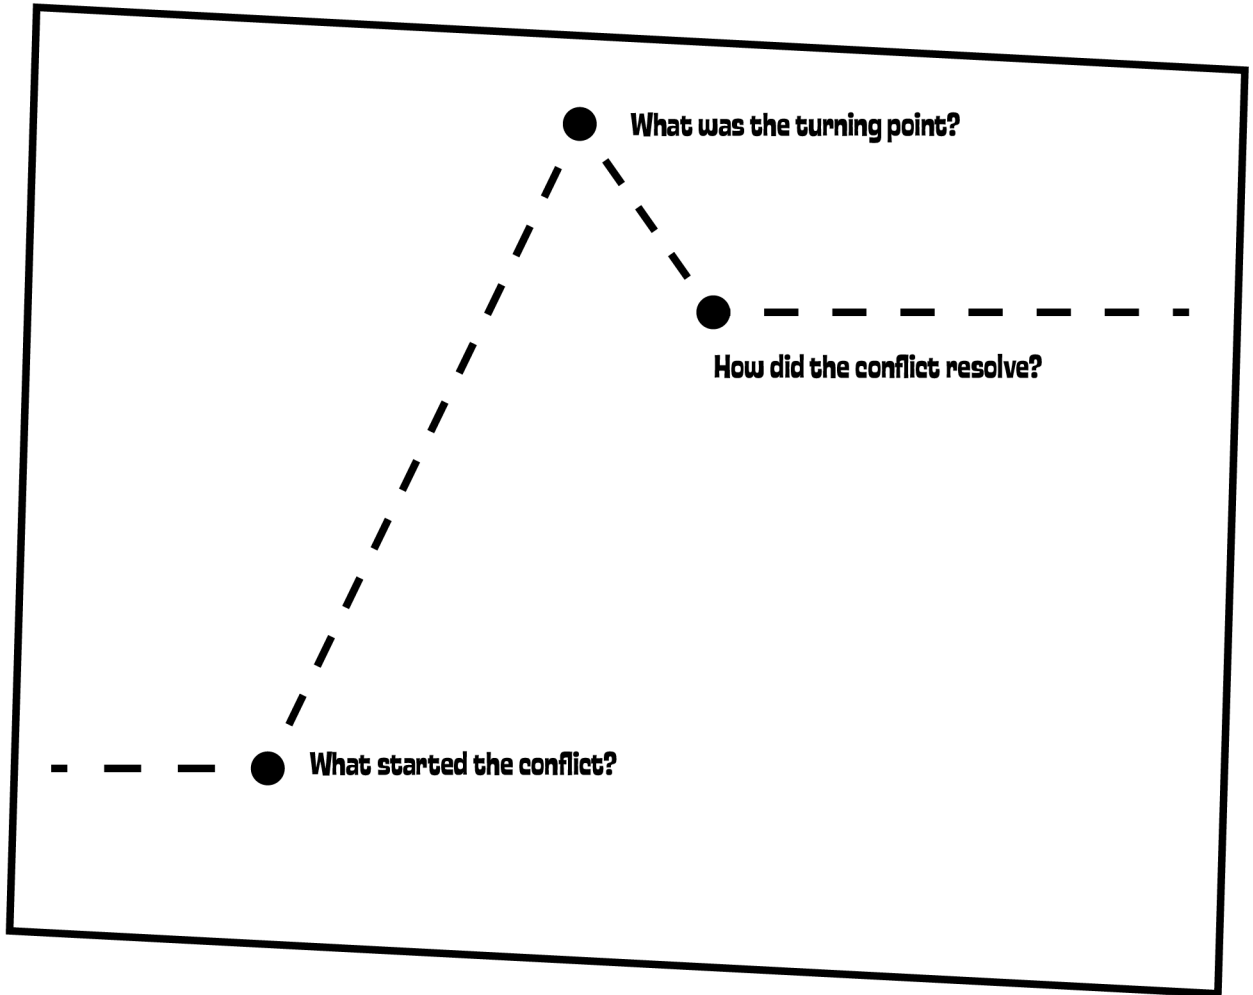 What was the turning point?
How did the conflict resolve?
What started the conflict?